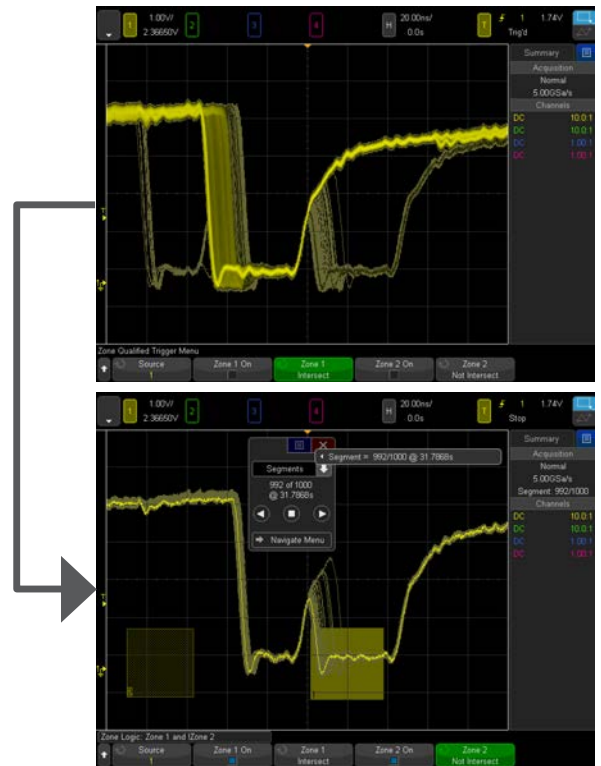 1 1.00V/ 2.36650V 2 3 4 H 20.00ns/ 0.0s T 1 1.74V Trig'd
Summary
Acquisition
Normal
5.00GSa/s
Channels
DC 10.0:1
DC 10.0:1
DC 1.00:1
DC 1.00:1
T
Zone Qualified Trigger Menu
Source 1
Zone 1 On
Zone 1 Intersect
Zone 2 On
Zone 2 Not Intersect
1 1.00V/ 2.36650V 2 3 4 H 20.00ns/ 0.0s T 1 1.74V Stop
Segment = 992/1000 @ 31.7868s
Segments
992 of 1000
@ 31.7868s
Navigate Menu
Summary
Acquisition
Normal
5.00GSa/s
Segment: 992/1000
Channels
DC 10.0:1
DC 10.0:1
DC 1.00:1
DC 1.00:1
T
2
1
Zone Logic: Zone 1 and !Zone 2
Source 1
Zone 1 On
Zone 1 Intersect
Zone 2 On
Zone 2 Not Intersect